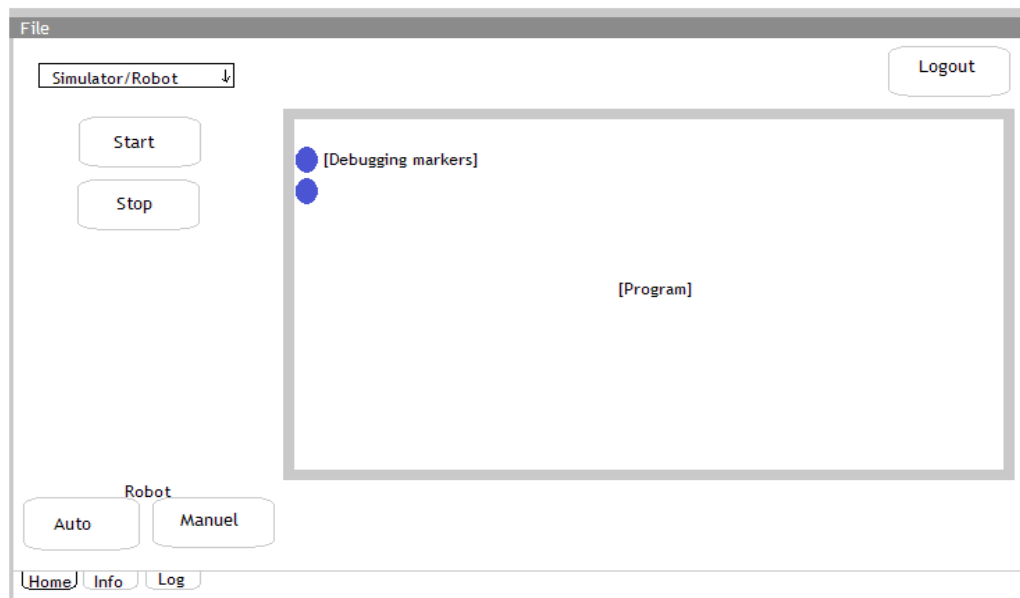 File
Simulator/Robot
Logout
Start
Stop
[Debugging markers]
[Program]
Robot
Auto
Manuel
Home
Info
Log